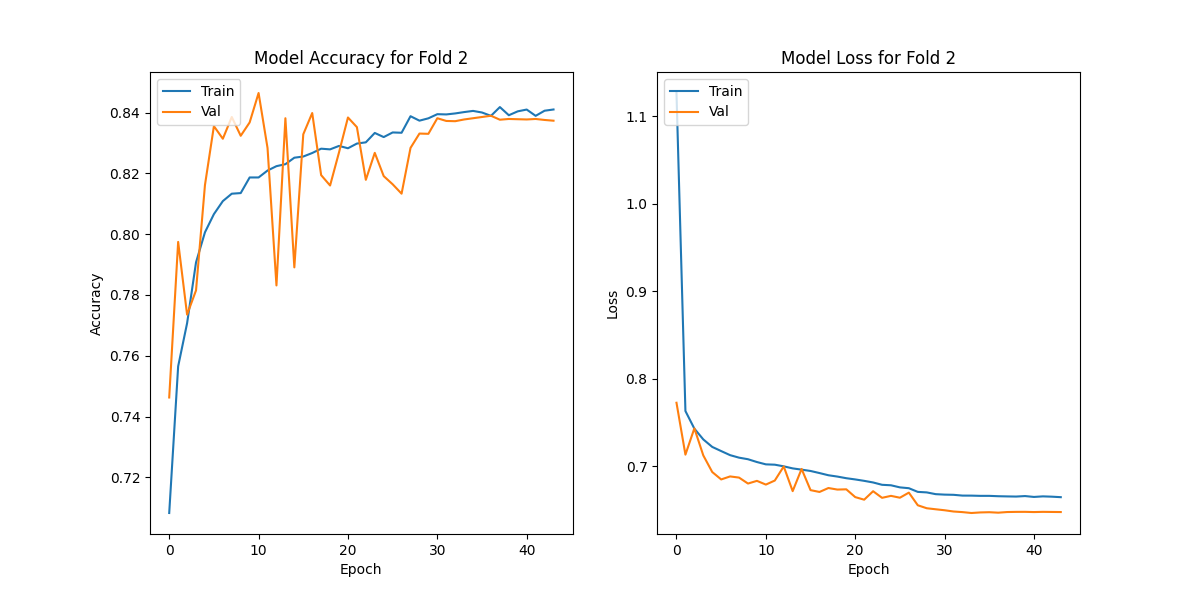 Model Accuracy for Fold 2
Train
Val
0.84
0.82
0.80
0.78
0.76
0.74
0.72
Accuracy
0 10 20 30 40
Epoch
Model Loss for Fold 2
Train
Val
1.1
1.0
0.9
0.8
0.7
Loss
0 10 20 30 40
Epoch